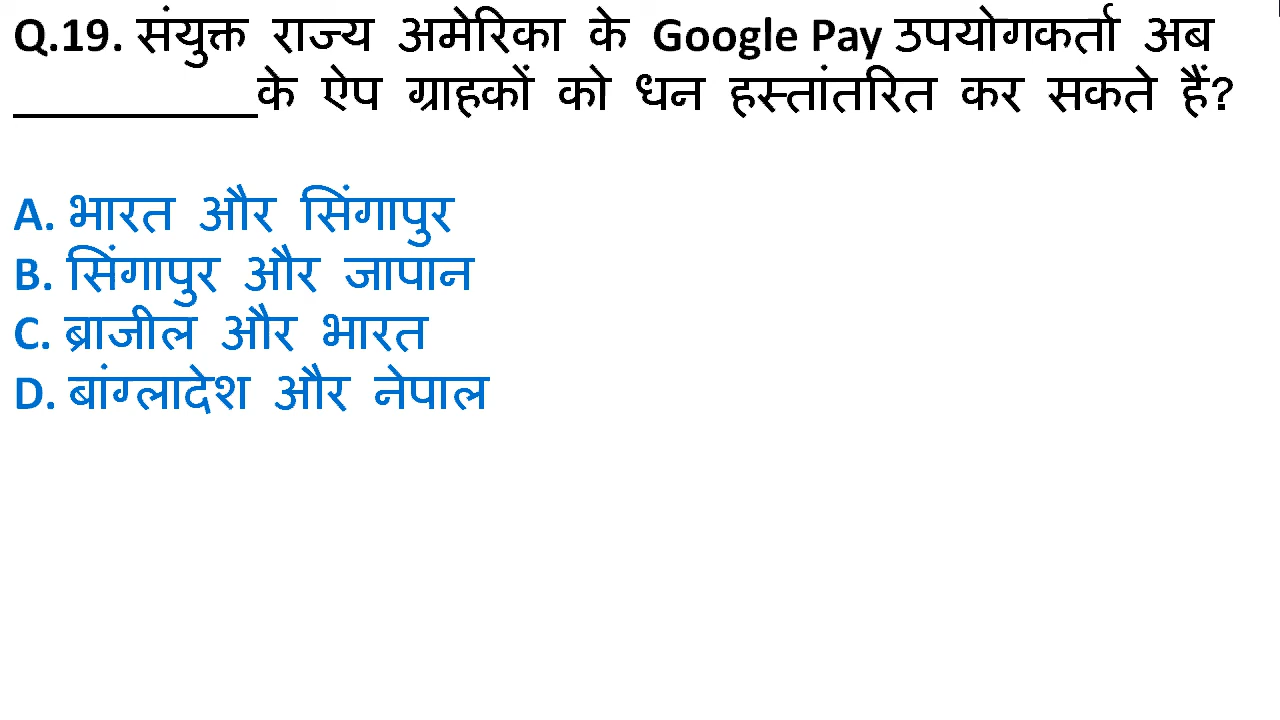 Q.19. संयुक्त राज्य अमेरिका के Google Pay उपयोगकर्ता अब
__________के ऐप ग्राहकों को धन हस्तांतरित कर सकते हैं?
A. भारत और सिंगापुर
B. सिंगापुर और जापान
C. ब्राजील और भारत
D. बांग्लादेश और नेपाल